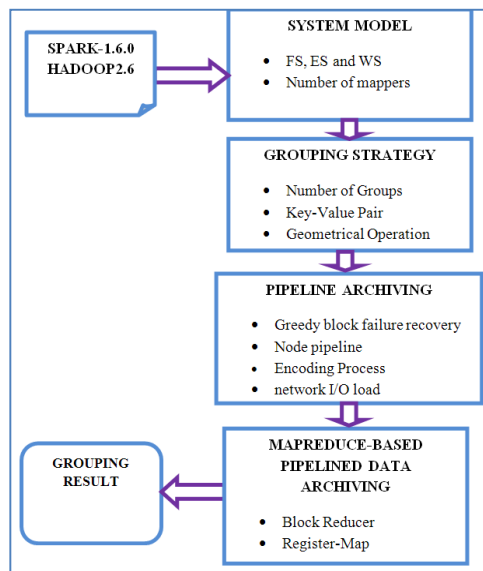 SPARK-1.6.0
HADOOP2.6
SYSTEM MODEL
• FS, ES and WS
• Number of mappers
GROUPING STRATEGY
• Number of Groups
• Key-Value Pair
• Geometrical Operation
PIPELINE ARCHIVING
• Greedy block failure recovery
• Node pipeline
• Encoding Process
• network I/O load
MAPREDUCE-BASED
PIPELINED DATA
ARCHIVING
• Block Reducer
• Register-Map
GROUPING
RESULT